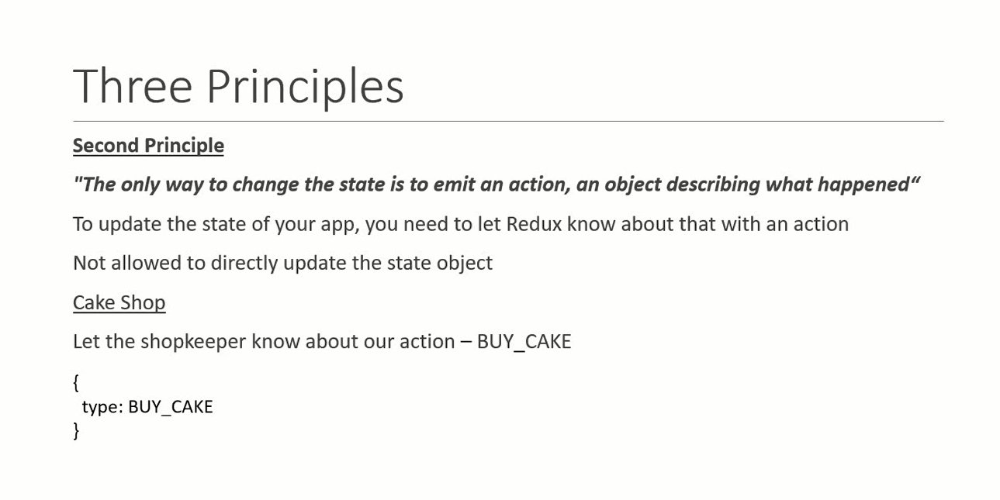 Three Principles
Second Principle
"The only way to change the state is to emit an action, an object describing what happened“
To update the state of your app, you need to let Redux know about that with an action
Not allowed to directly update the state object
Cake Shop
Let the shopkeeper know about our action – BUY_CAKE
{
type: BUY_CAKE
}